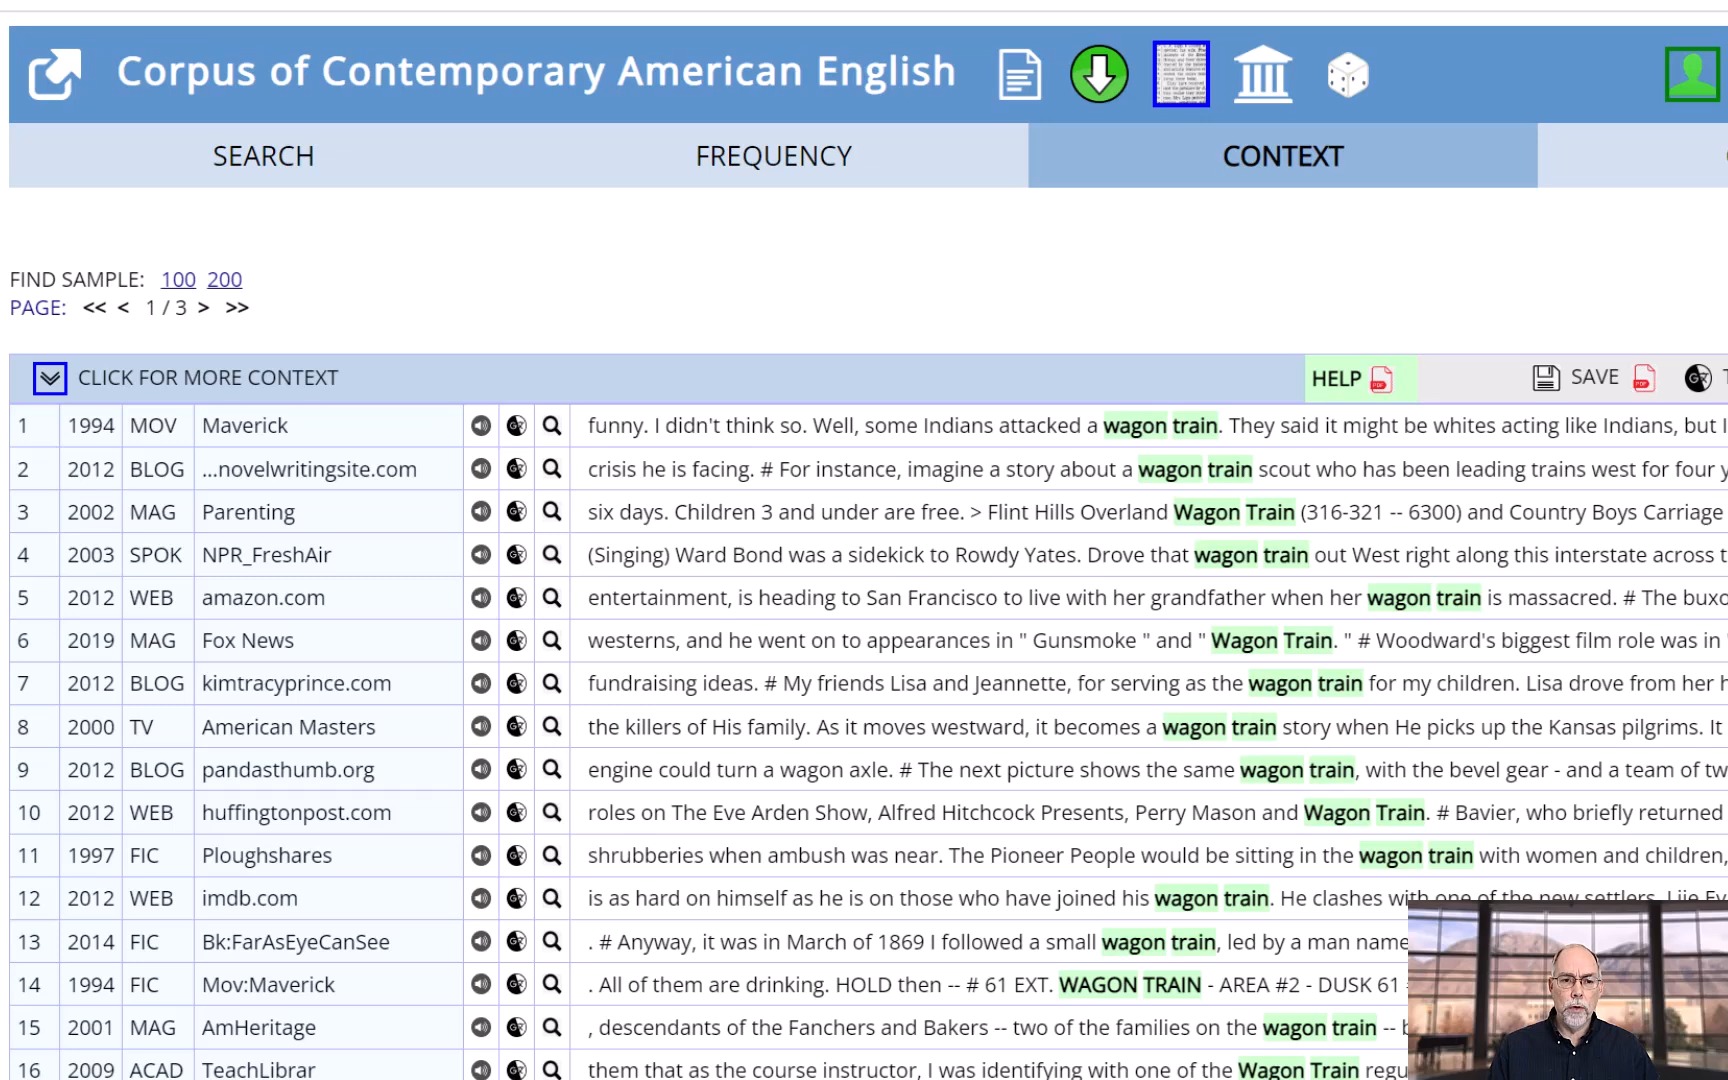 Corpus of Contemporary American English
SEARCH FREQUENCY CONTEXT
FIND SAMPLE: 100 200
PAGE: << < 1 / 3 > >>
CLICK FOR MORE CONTEXT HELP SAVE
1 1994 MOV Maverick funny. I didn't think so. Well, some Indians attacked a wagon train. They said it might be whites acting like Indians, but I
2 2012 BLOG ...novelwritingsite.com crisis he is facing. # For instance, imagine a story about a wagon train scout who has been leading trains west for four y
3 2002 MAG Parenting six days. Children 3 and under are free. > Flint Hills Overland Wagon Train (316-321 -- 6300) and Country Boys Carriage
4 2003 SPOK NPR_FreshAir (Singing) Ward Bond was a sidekick to Rowdy Yates. Drove that wagon train out West right along this interstate across t
5 2012 WEB amazon.com entertainment, is heading to San Francisco to live with her grandfather when her wagon train is massacred. # The buxo
6 2019 MAG Fox News westerns, and he went on to appearances in " Gunsmoke " and " Wagon Train. " # Woodward's biggest film role was in "
7 2012 BLOG kimtracyprince.com fundraising ideas. # My friends Lisa and Jeannette, for serving as the wagon train for my children. Lisa drove from her h
8 2000 TV American Masters the killers of His family. As it moves westward, it becomes a wagon train story when He picks up the Kansas pilgrims. It
9 2012 BLOG pandasthumb.org engine could turn a wagon axle. # The next picture shows the same wagon train, with the bevel gear - and a team of tw
10 2012 WEB huffingtonpost.com roles on The Eve Arden Show, Alfred Hitchcock Presents, Perry Mason and Wagon Train. # Bavier, who briefly returned
11 1997 FIC Ploughshares shrubberies when ambush was near. The Pioneer People would be sitting in the wagon train with women and children,
12 2012 WEB imdb.com is as hard on himself as he is on those who have joined his wagon train. He clashes with one of the new settlers,
13 2014 FIC Bk:FarAsEyeCanSee . # Anyway, it was in March of 1869 I followed a small wagon train, led by a man name
14 1994 FIC Mov:Maverick . All of them are drinking. HOLD then -- # 61 EXT. WAGON TRAIN - AREA #2 - DUSK 61
15 2001 MAG AmHeritage , descendants of the Fanchers and Bakers -- two of the families on the wagon train -- b
16 2009 ACAD TeachLibrar them that as the course instructor, I was identifying with one of the Wagon Train regu